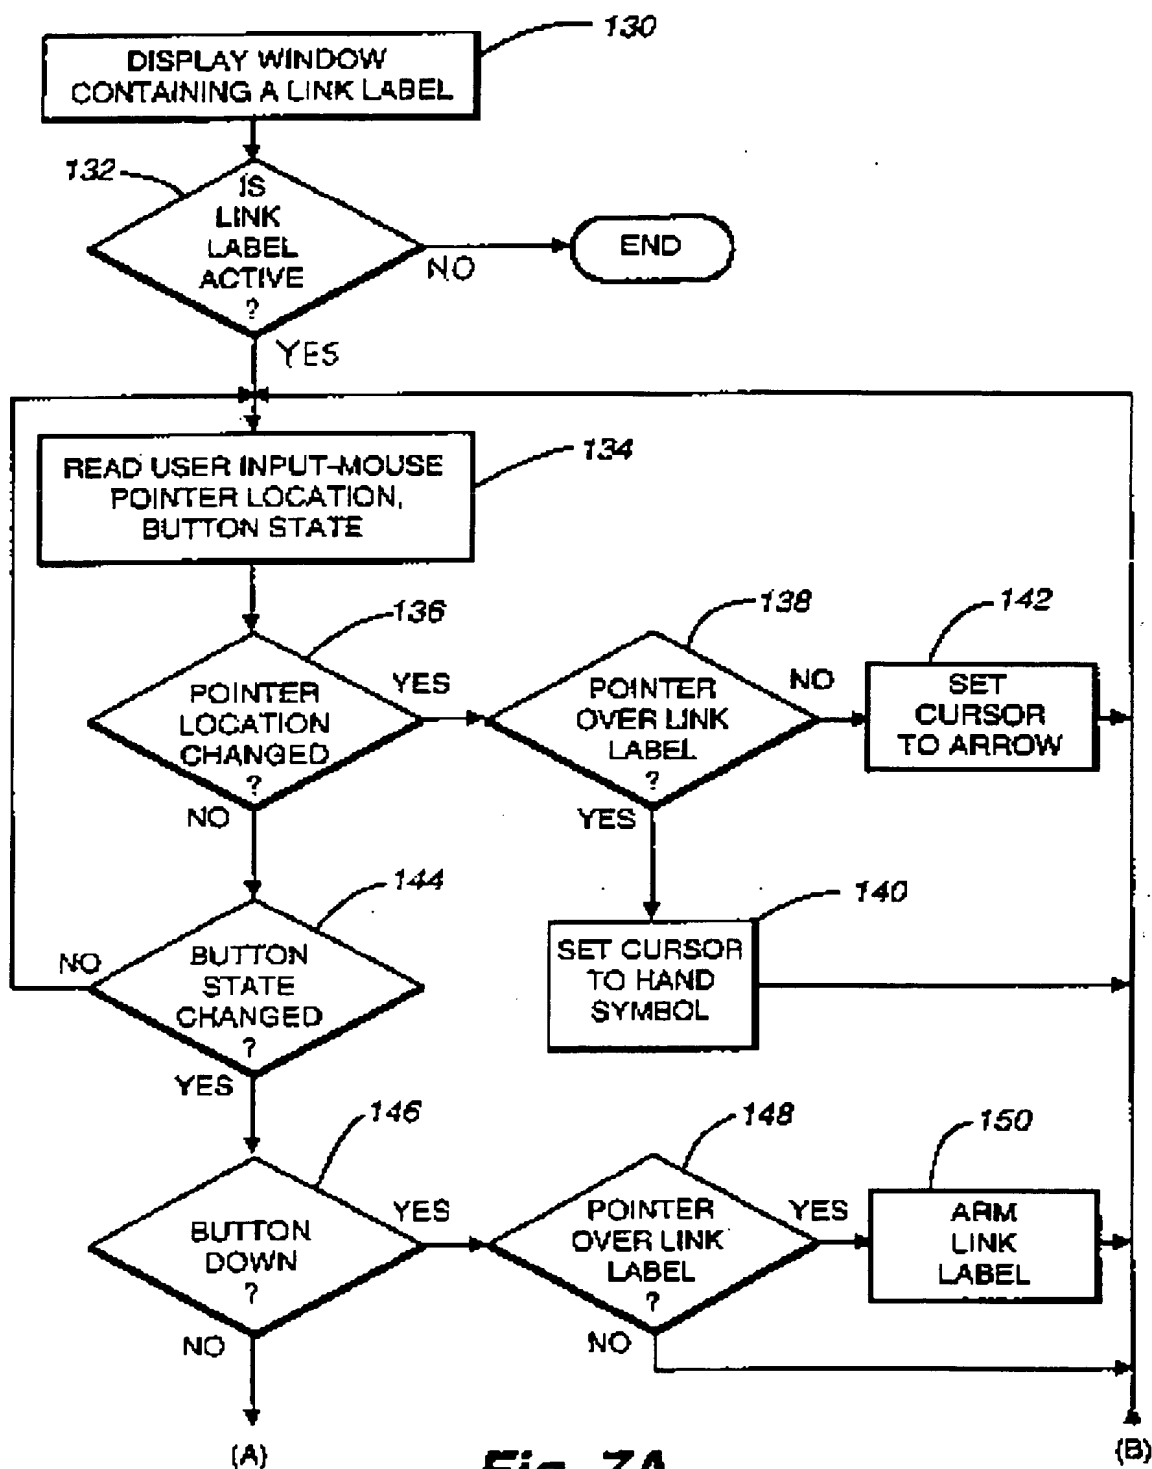 130
DISPLAY WINDOW
CONTAINING A LINK LABEL
132
IS
LINK
LABEL
ACTIVE
?
NO
END
YES
134
READ USER INPUT-MOUSE
POINTER LOCATION,
BUTTON STATE
136
POINTER
LOCATION
CHANGED
?
YES
NO
138
POINTER
OVER LINK
LABEL
?
NO
YES
142
SET
CURSOR
TO ARROW
140
SET CURSOR
TO HAND
SYMBOL
144
BUTTON
STATE
CHANGED
?
NO
YES
146
BUTTON
DOWN
?
YES
NO
148
POINTER
OVER LINK
LABEL
?
YES
NO
150
ARM
LINK
LABEL
(A)
Fig. 7A
(B)